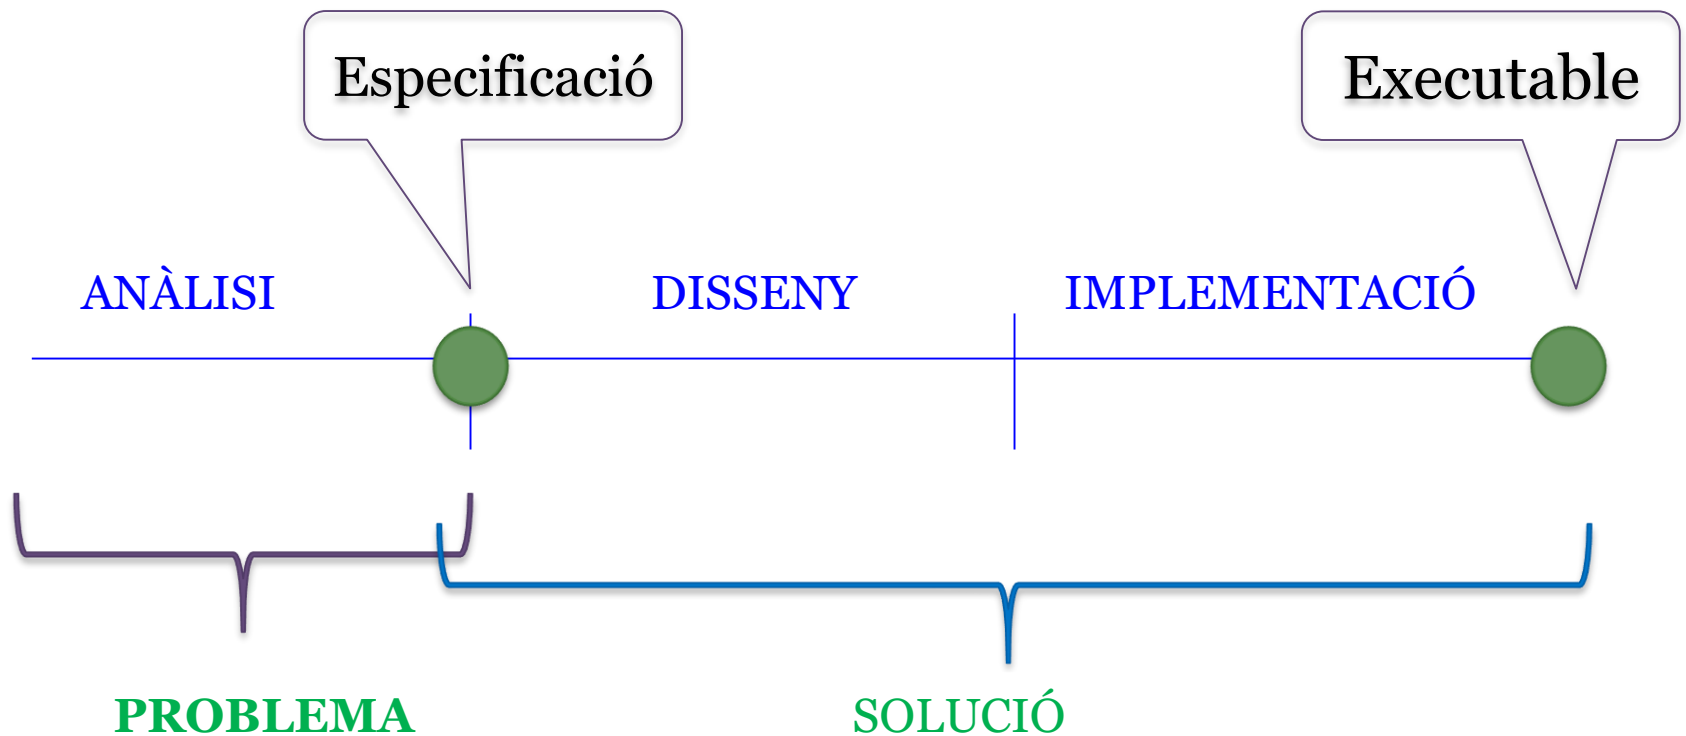 Especificació
Executable
ANÀLISI
DISSENY
IMPLEMENTACIÓ
PROBLEMA
SOLUCIÓ